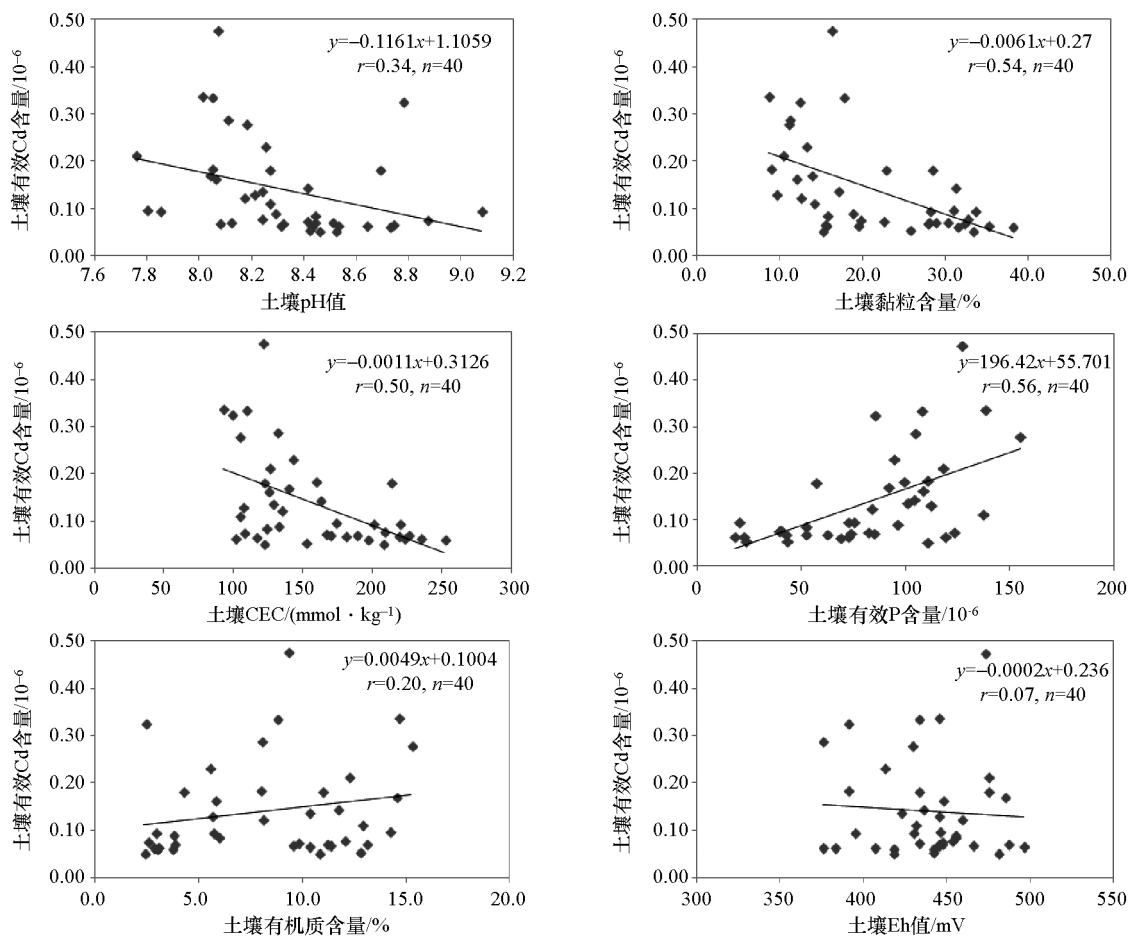 y=−0.1161x+1.1059
r=0.34, n=40
土壤有效Cd含量/10⁻⁶
0.50
0.40
0.30
0.20
0.10
0.00
7.6 7.8 8.0 8.2 8.4 8.6 8.8 9.0 9.2
土壤pH值
y=−0.0061x+0.27
r=0.54, n=40
土壤有效Cd含量/10⁻⁶
0.50
0.40
0.30
0.20
0.10
0.00
0.0 10.0 20.0 30.0 40.0 50.0
土壤黏粒含量/%
y=−0.0011x+0.3126
r=0.50, n=40
土壤有效Cd含量/10⁻⁶
0.50
0.40
0.30
0.20
0.10
0.00
0 50 100 150 200 250 300
土壤CEC/(mmol·kg⁻¹)
y=196.42x+55.701
r=0.56, n=40
土壤有效Cd含量/10⁻⁶
0.50
0.40
0.30
0.20
0.10
0.00
0 50 100 150 200
土壤有效P含量/10⁻⁶
y=0.0049x+0.1004
r=0.20, n=40
土壤有效Cd含量/10⁻⁶
0.50
0.40
0.30
0.20
0.10
0.00
0.0 5.0 10.0 15.0 20.0
土壤有机质含量/%
y=−0.0002x+0.236
r=0.07, n=40
土壤有效Cd含量/10⁻⁶
0.50
0.40
0.30
0.20
0.10
0.00
300 350 400 450 500 550
土壤Eh值/mV